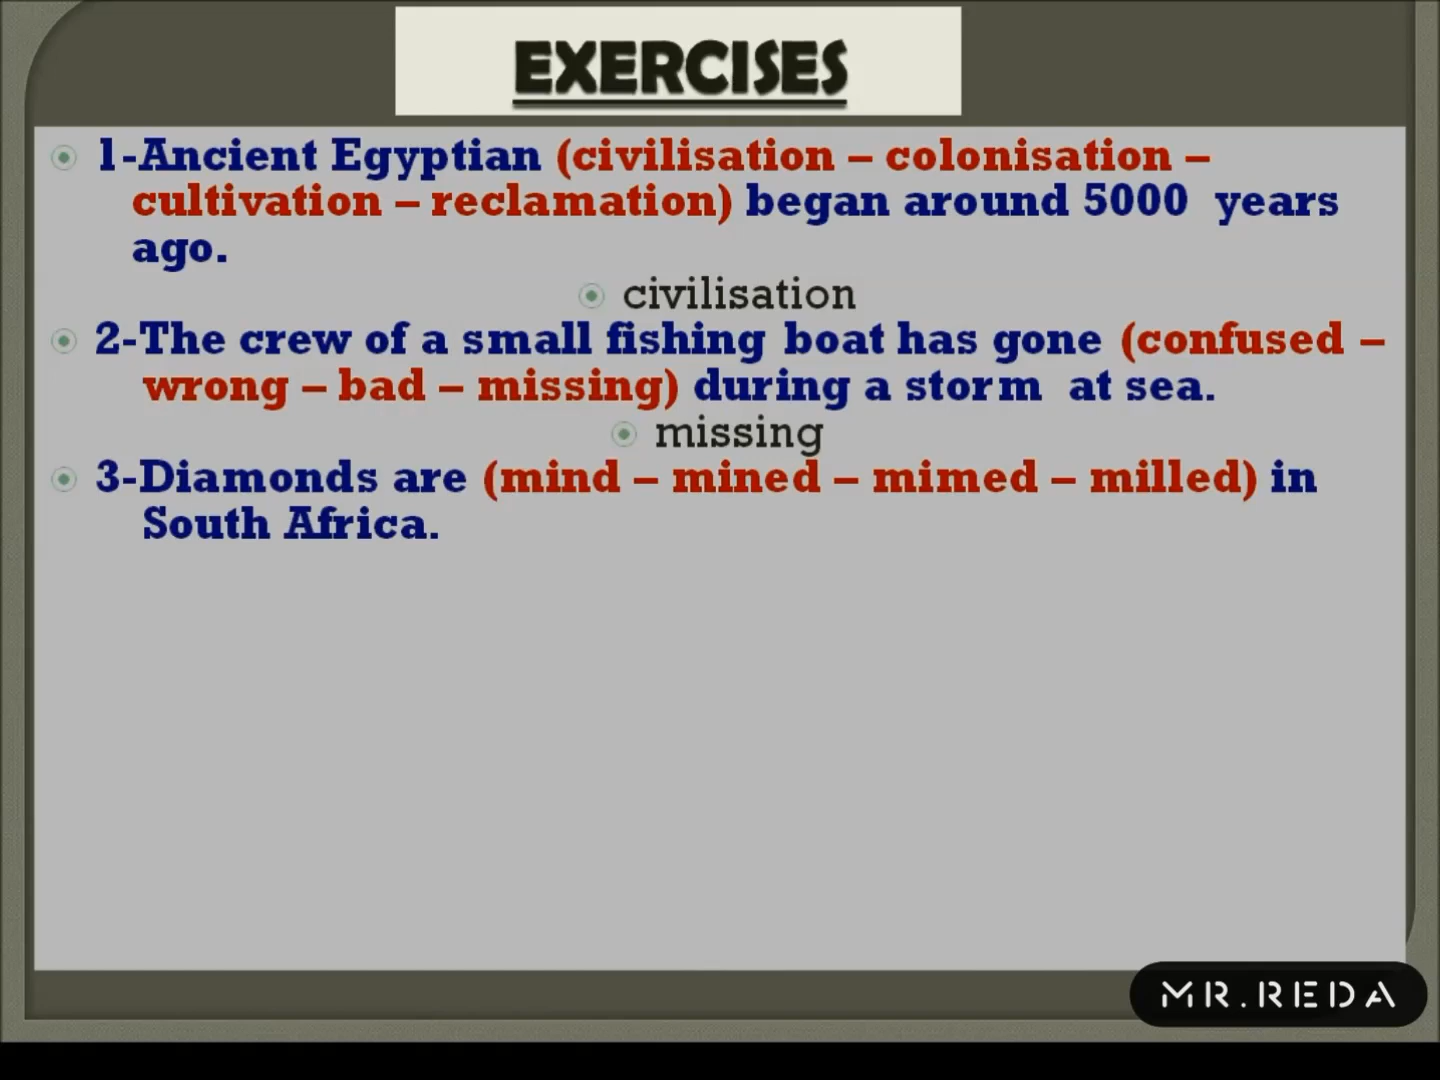 EXERCISES
1-Ancient Egyptian (civilisation – colonisation –
cultivation – reclamation) began around 5000 years
ago.
civilisation
2-The crew of a small fishing boat has gone (confused –
wrong – bad – missing) during a storm at sea.
missing
3-Diamonds are (mind – mined – mimed – milled) in
South Africa.
MR.REDA